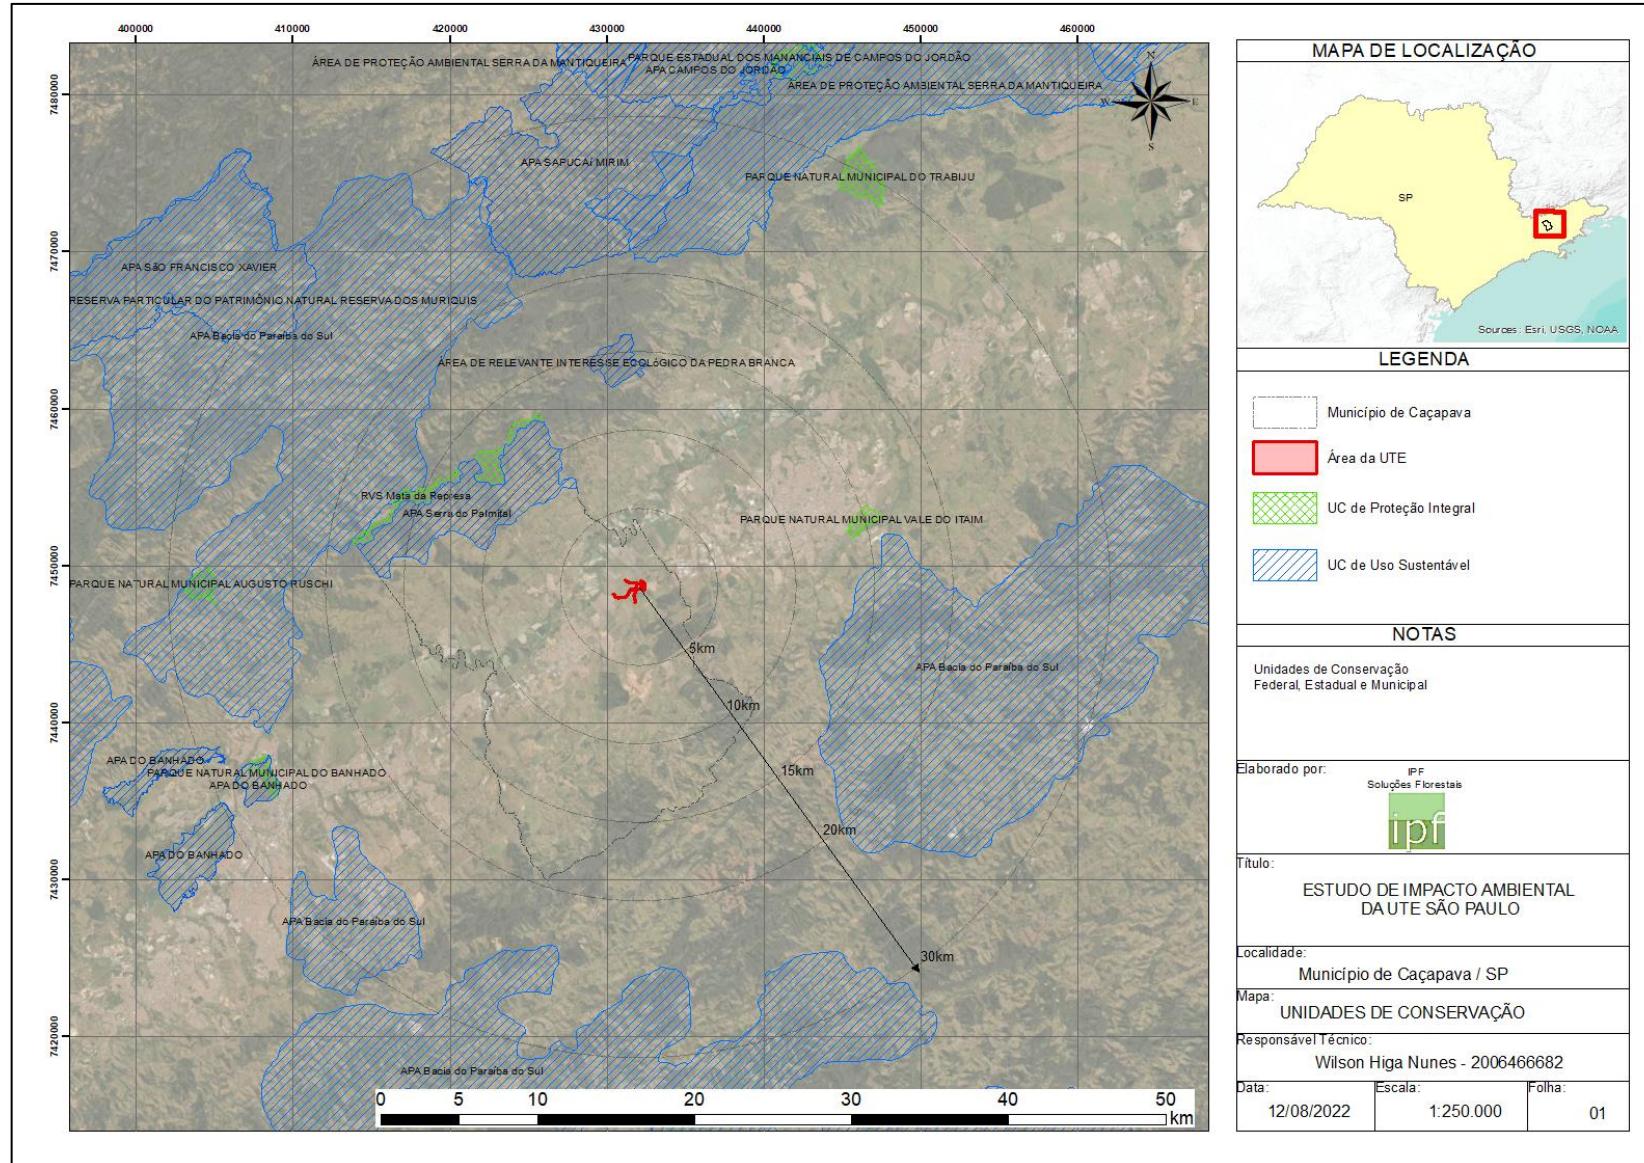 400000 410000 420000 430000 440000 450000 460000
7480000
7470000
7460000
7450000
7440000
7430000
7420000
ÁREA DE PROTEÇÃO AMBIENTAL SERRA DA MANTIQUEIRA
PARQUE ESTADUAL DOS MANANCIAIS DE CAMPOS DO JORDÃO
APA CAMPOS DO JORDÃO
ÁREA DE PROTEÇÃO AMBIENTAL SERRA DA MANTIQUEIRA
N
W E
S
APA SAPUCAÍ MIRIM
PARQUE NATURAL MUNICIPAL DO TRABIJU
APA São FRANCISCO XAVIER
RESERVA PARTICULAR DO PATRIMÔNIO NATURAL RESERVA DOS MURIQUIS
APA Bacia do Paraíba do Sul
ÁREA DE RELEVANTE INTERESSE ECOLóGICO DA PEDRA BRANCA
RVS Mata da Represa
APA Serra do Palmital
PARQUE NATURAL MUNICIPAL VALE DO ITAIM
PARQUE NATURAL MUNICIPAL AUGUSTO RUSCHI
5km
APA Bacia do Paraíba do Sul
10km
APA DO BANHADO
PARQUE NATURAL MUNICIPAL DO BANHADO
APA DO BANHADO
15km
20km
APA DO BANHADO
APA Bacia do Paraíba do Sul
30km
APA Bacia do Paraíba do Sul
0 5 10 20 30 40 50
km
MAPA DE LOCALIZAÇÃO
SP
Sources: Esri, USGS, NOAA
LEGENDA
Município de Caçapava
Área da UTE
UC de Proteção Integral
UC de Uso Sustentável
NOTAS
Unidades de Conservação
Federal, Estadual e Municipal
Elaborado por:
IPF
Soluções Florestais
ipf
Título:
ESTUDO DE IMPACTO AMBIENTAL
DA UTE SÃO PAULO
Localidade:
Município de Caçapava / SP
Mapa:
UNIDADES DE CONSERVAÇÃO
Responsável Técnico:
Wilson Higa Nunes - 2006466682
Data: Escala: Folha:
12/08/2022 1:250.000 01